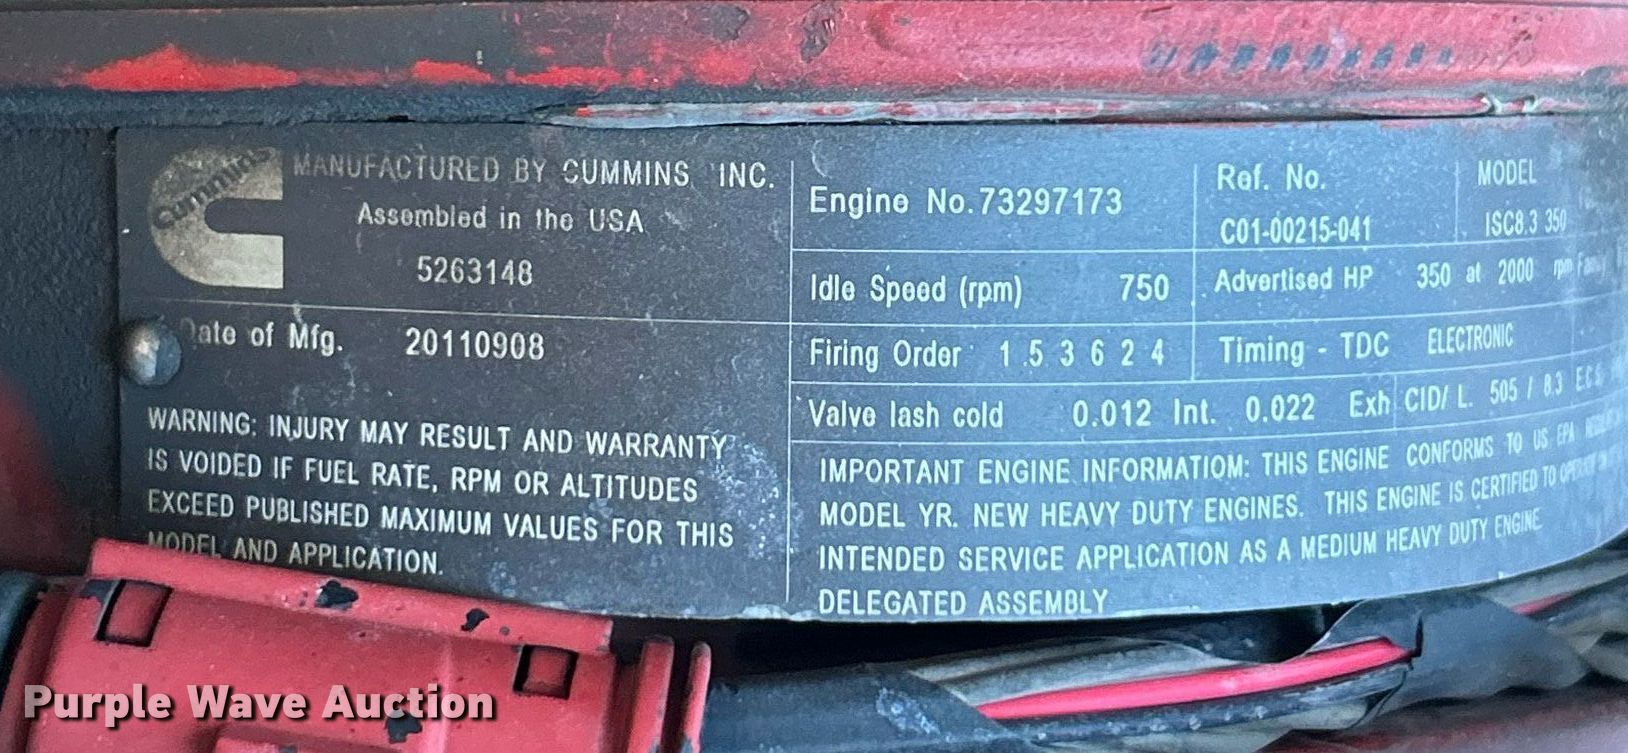 Cummins
MANUFACTURED BY CUMMINS INC.
Assembled in the USA
5263148
Date of Mfg. 20110908
WARNING: INJURY MAY RESULT AND WARRANTY
IS VOIDED IF FUEL RATE, RPM OR ALTITUDES
EXCEED PUBLISHED MAXIMUM VALUES FOR THIS
MODEL AND APPLICATION.
Engine No. 73297173
Ref. No.
C01-00215-041
MODEL
ISC8.3 350
Idle Speed (rpm) 750
Advertised HP 350 at 2000 rpm
Firing Order 1 5 3 6 2 4
Timing - TDC ELECTRONIC
Valve lash cold 0.012 Int. 0.022 Exh
CID/ L. 505 / 8.3
IMPORTANT ENGINE INFORMATIOM: THIS ENGINE CONFORMS TO US EPA
MODEL YR. NEW HEAVY DUTY ENGINES. THIS ENGINE IS CERTIFIED TO
INTENDED SERVICE APPLICATION AS A MEDIUM HEAVY DUTY ENGINE
DELEGATED ASSEMBLY
Purple Wave Auction